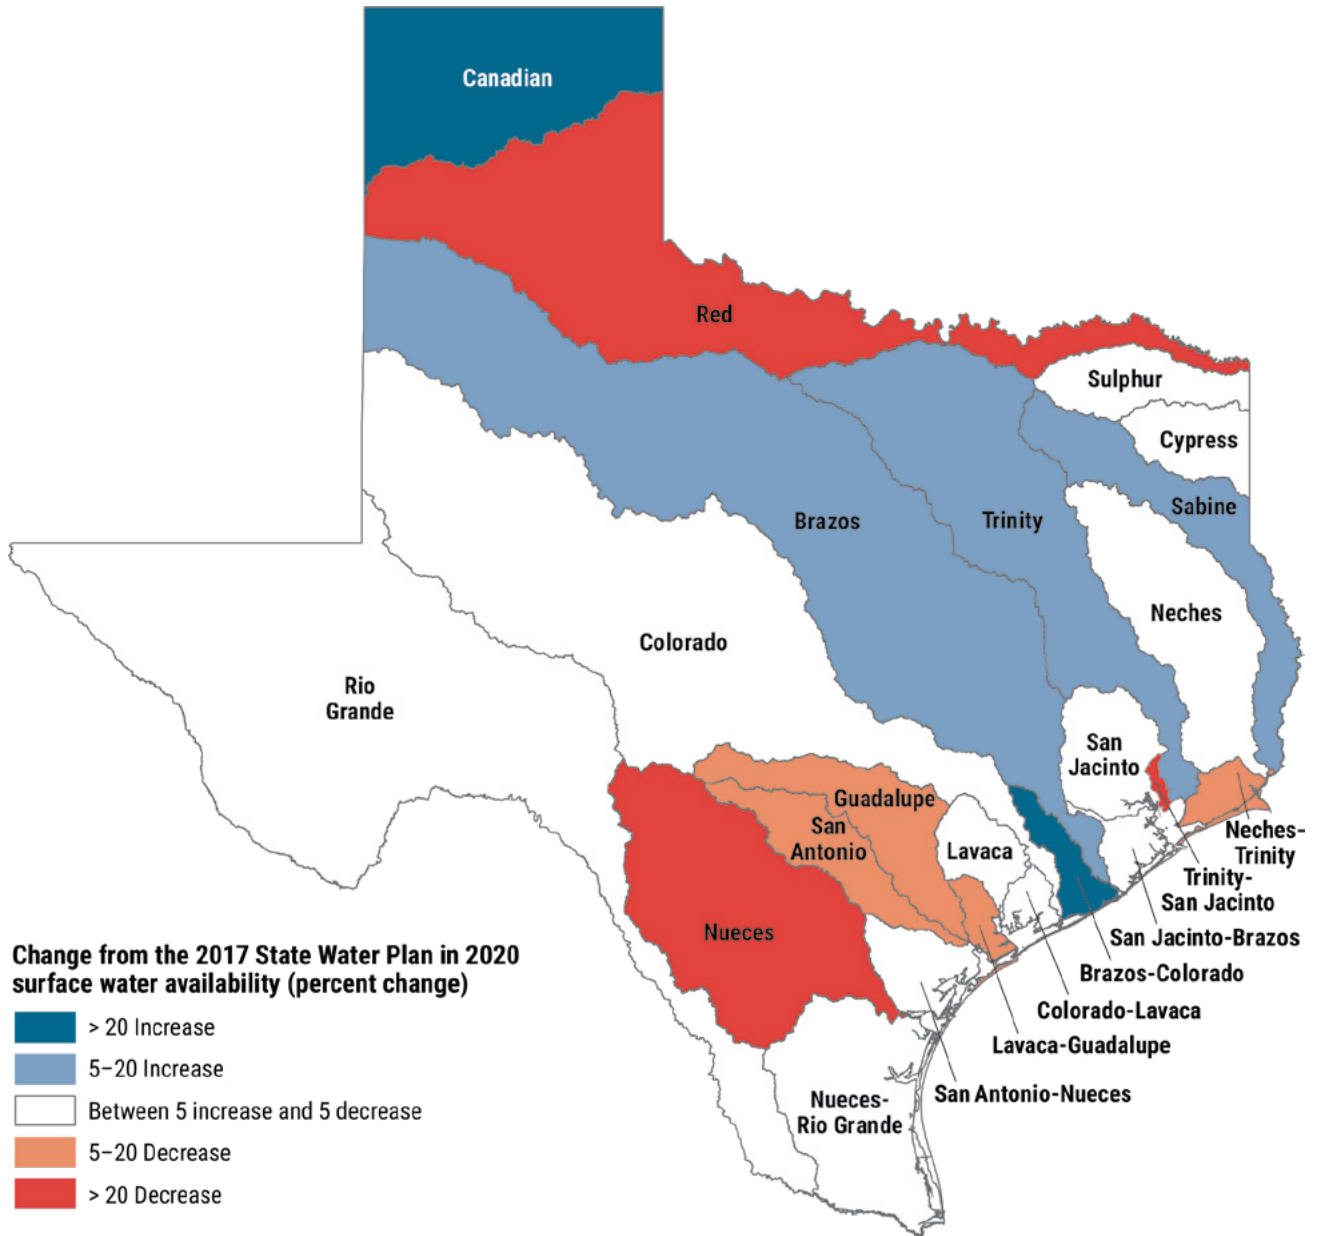 Canadian
Red
Sulphur
Cypress
Sabine
Brazos
Trinity
Neches
Colorado
Rio
Grande
San
Jacinto
Guadalupe
San
Antonio
Lavaca
Neches-
Trinity
Trinity-
San Jacinto
San Jacinto-Brazos
Brazos-Colorado
Colorado-Lavaca
Lavaca-Guadalupe
San Antonio-Nueces
Nueces
Nueces-
Rio Grande
Change from the 2017 State Water Plan in 2020
surface water availability (percent change)
> 20 Increase
5–20 Increase
Between 5 increase and 5 decrease
5–20 Decrease
> 20 Decrease